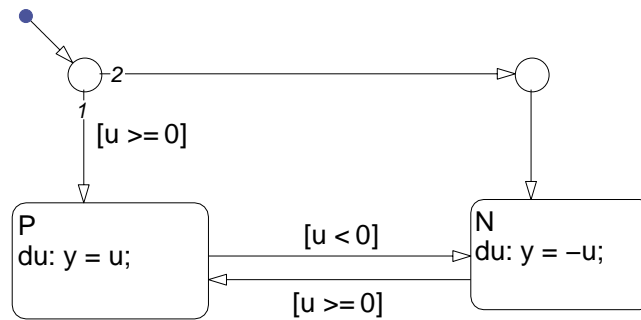 2
1
[u >= 0]
P
du: y = u;
[u < 0]
N
du: y = −u;
[u >= 0]